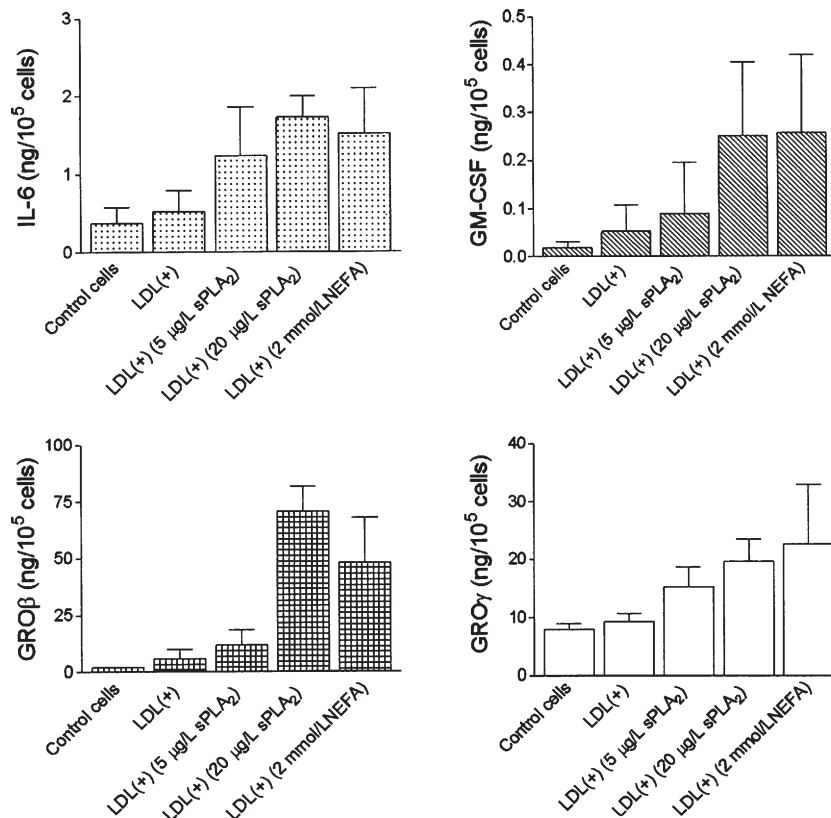 IL-6 (ng/10⁵ cells)
3
2
1
0
Control cells
LDL(+)
LDL(+) (5 µg/L sPLA₂)
LDL(+) (20 µg/L sPLA₂)
LDL(+) (2 mmol/LNEFA)
GM-CSF (ng/10⁵ cells)
0.5
0.4
0.3
0.2
0.1
0.0
Control cells
LDL(+)
LDL(+) (5 µg/L sPLA₂)
LDL(+) (20 µg/L sPLA₂)
LDL(+) (2 mmol/L NEFA)
GROβ (ng/10⁵ cells)
100
75
50
25
0
Control cells
LDL(+)
LDL(+) (5 µg/L sPLA₂)
LDL(+) (20 µg/L sPLA₂)
LDL(+) (2 mmol/LNEFA)
GROγ (ng/10⁵ cells)
40
30
20
10
0
Control cells
LDL(+)
LDL(+) (5 µg/L sPLA₂)
LDL(+) (20 µg/L sPLA₂)
LDL(+) (2 mmol/LNEFA)